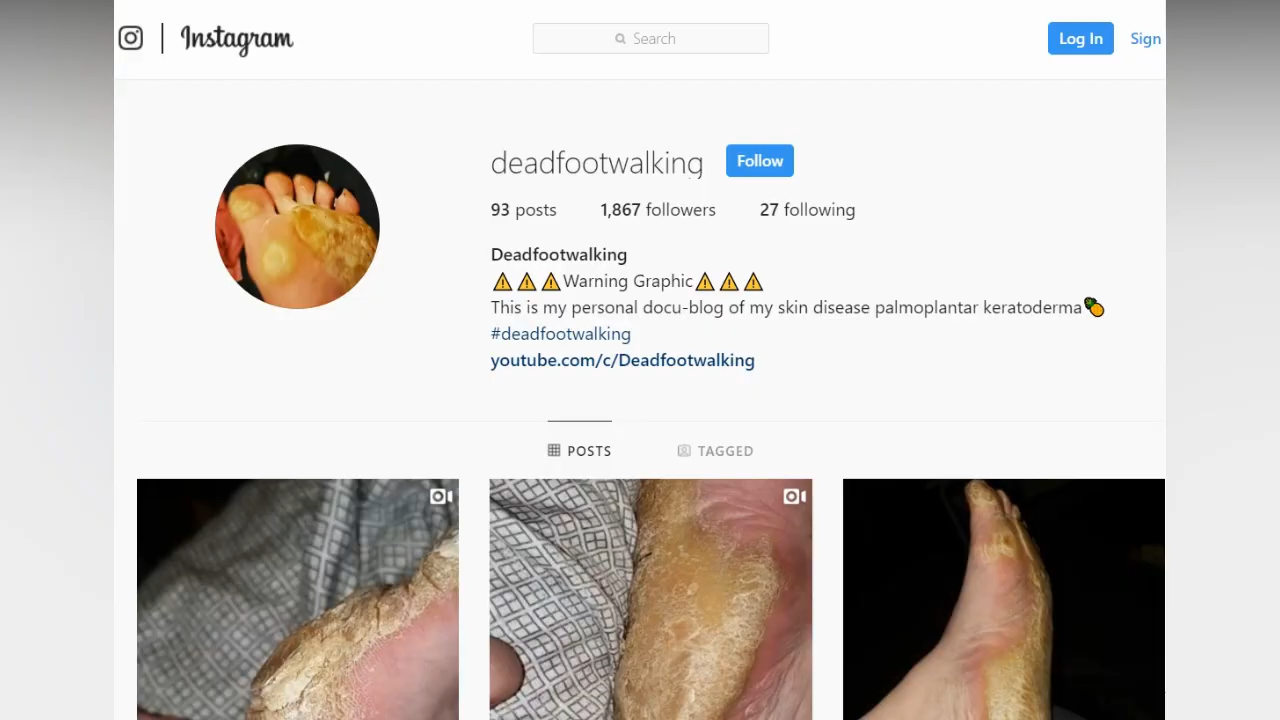 Instagram
Search
Log In
Sign
deadfootwalking
Follow
93 posts
1,867 followers
27 following
Deadfootwalking
⚠️⚠️⚠️Warning Graphic⚠️⚠️⚠️
This is my personal docu-blog of my skin disease palmoplantar keratoderma🍍
#deadfootwalking
youtube.com/c/Deadfootwalking
POSTS
TAGGED